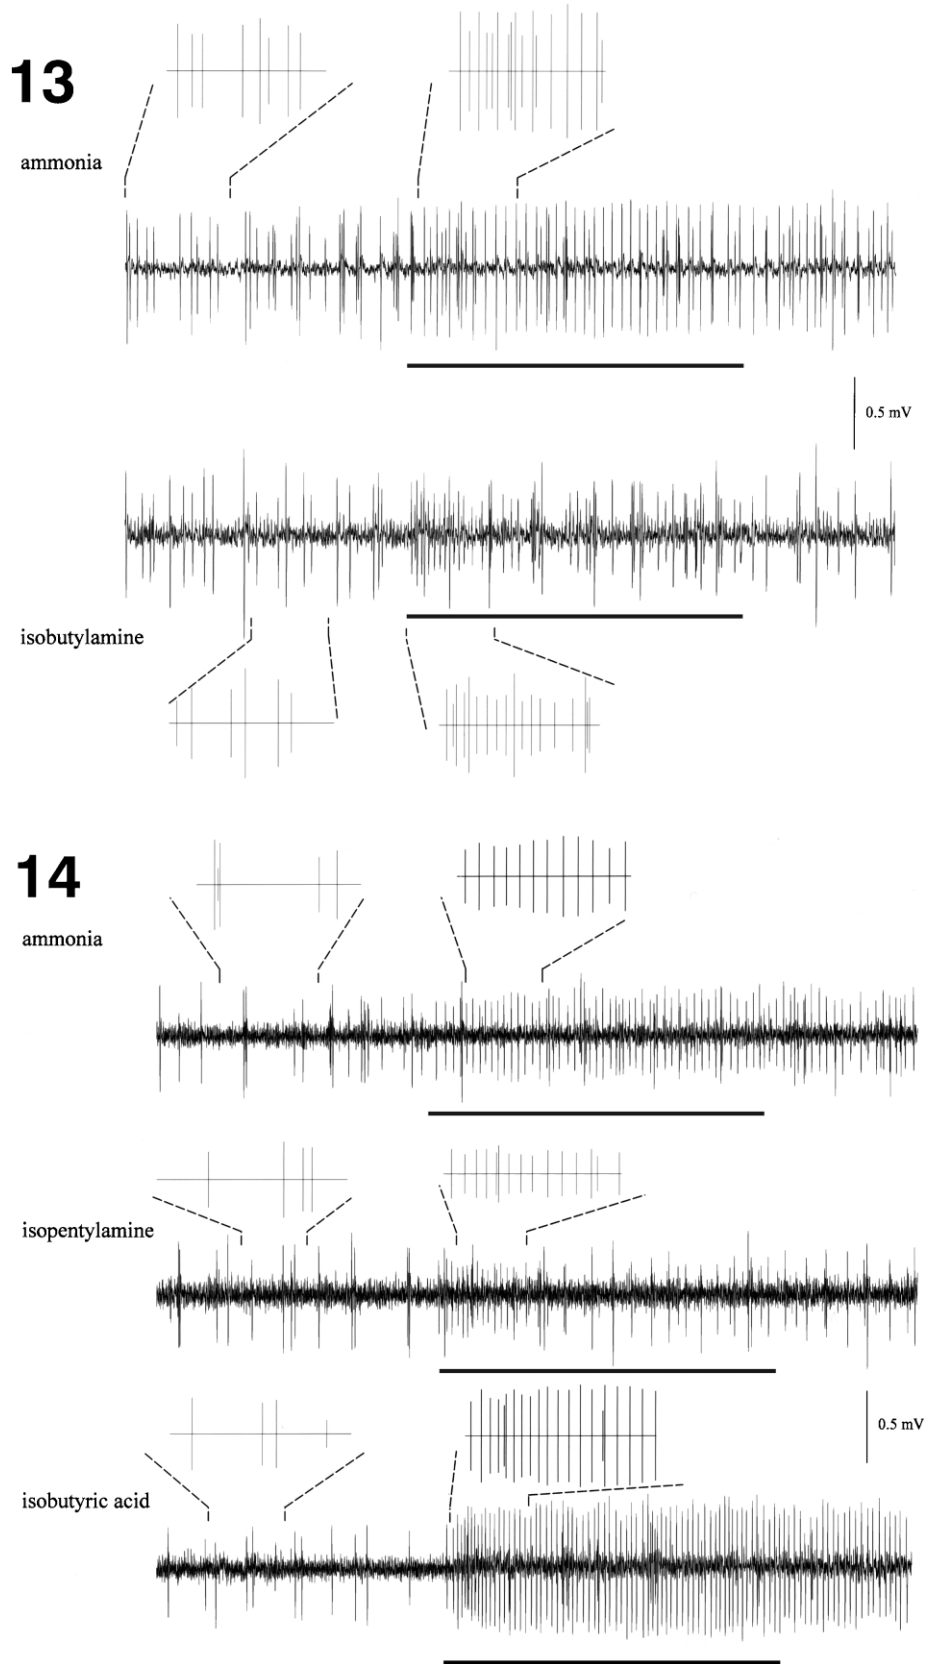 13
ammonia
0.5 mV
isobutylamine
14
ammonia
isopentylamine
0.5 mV
isobutyric acid